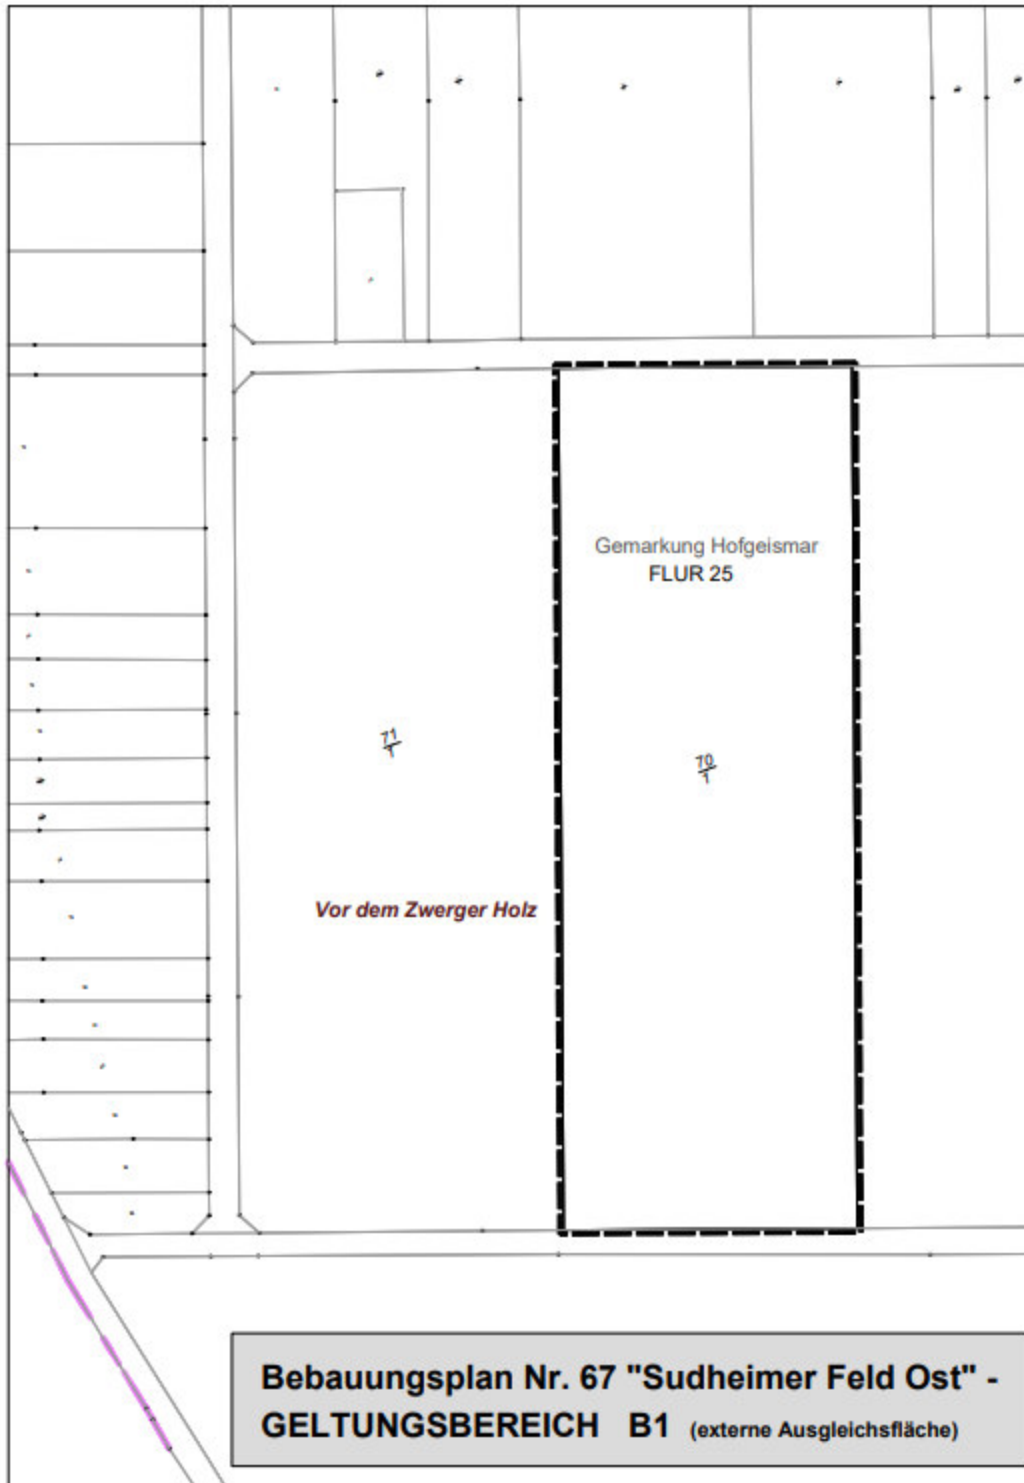 Gemarkung Hofgeismar
FLUR 25
71
1
70
1
Vor dem Zwerger Holz
Bebauungsplan Nr. 67 "Sudheimer Feld Ost" -
GELTUNGSBEREICH B1 (externe Ausgleichsfläche)